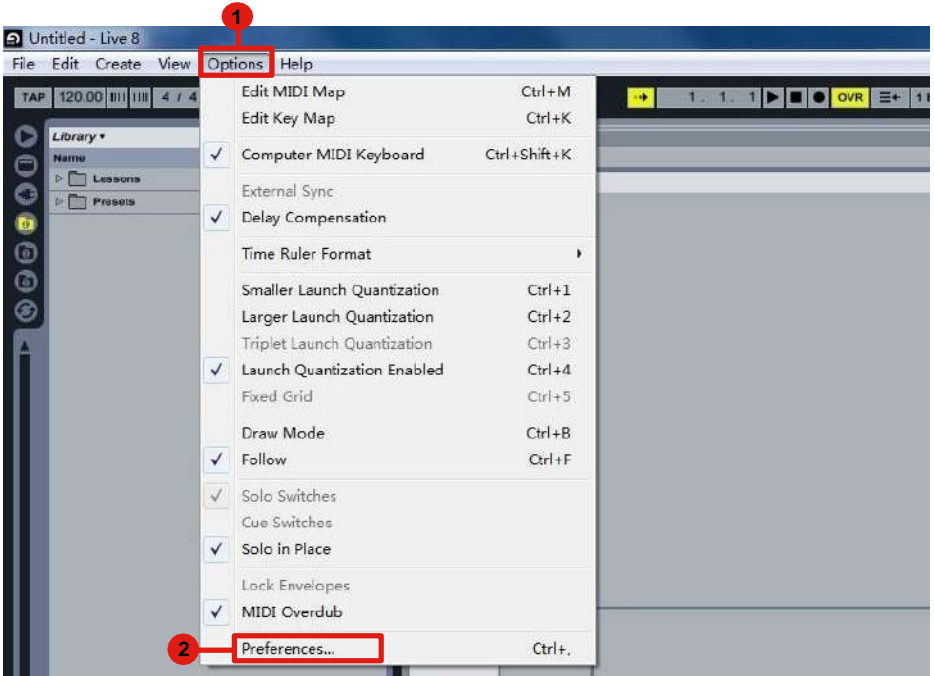 1
Untitled - Live 8
File Edit Create View Options Help
TAP 120.00 4 / 4 1. 1. 1 OVR
Library
Name
Lessons
Presets
Edit MIDI Map Ctrl+M
Edit Key Map Ctrl+K
Computer MIDI Keyboard Ctrl+Shift+K
External Sync
Delay Compensation
Time Ruler Format
Smaller Launch Quantization Ctrl+1
Larger Launch Quantization Ctrl+2
Triplet Launch Quantization Ctrl+3
Launch Quantization Enabled Ctrl+4
Fixed Grid Ctrl+5
Draw Mode Ctrl+B
Follow Ctrl+F
Solo Switches
Cue Switches
Solo in Place
Lock Envelopes
MIDI Overdub
2 Preferences... Ctrl+,